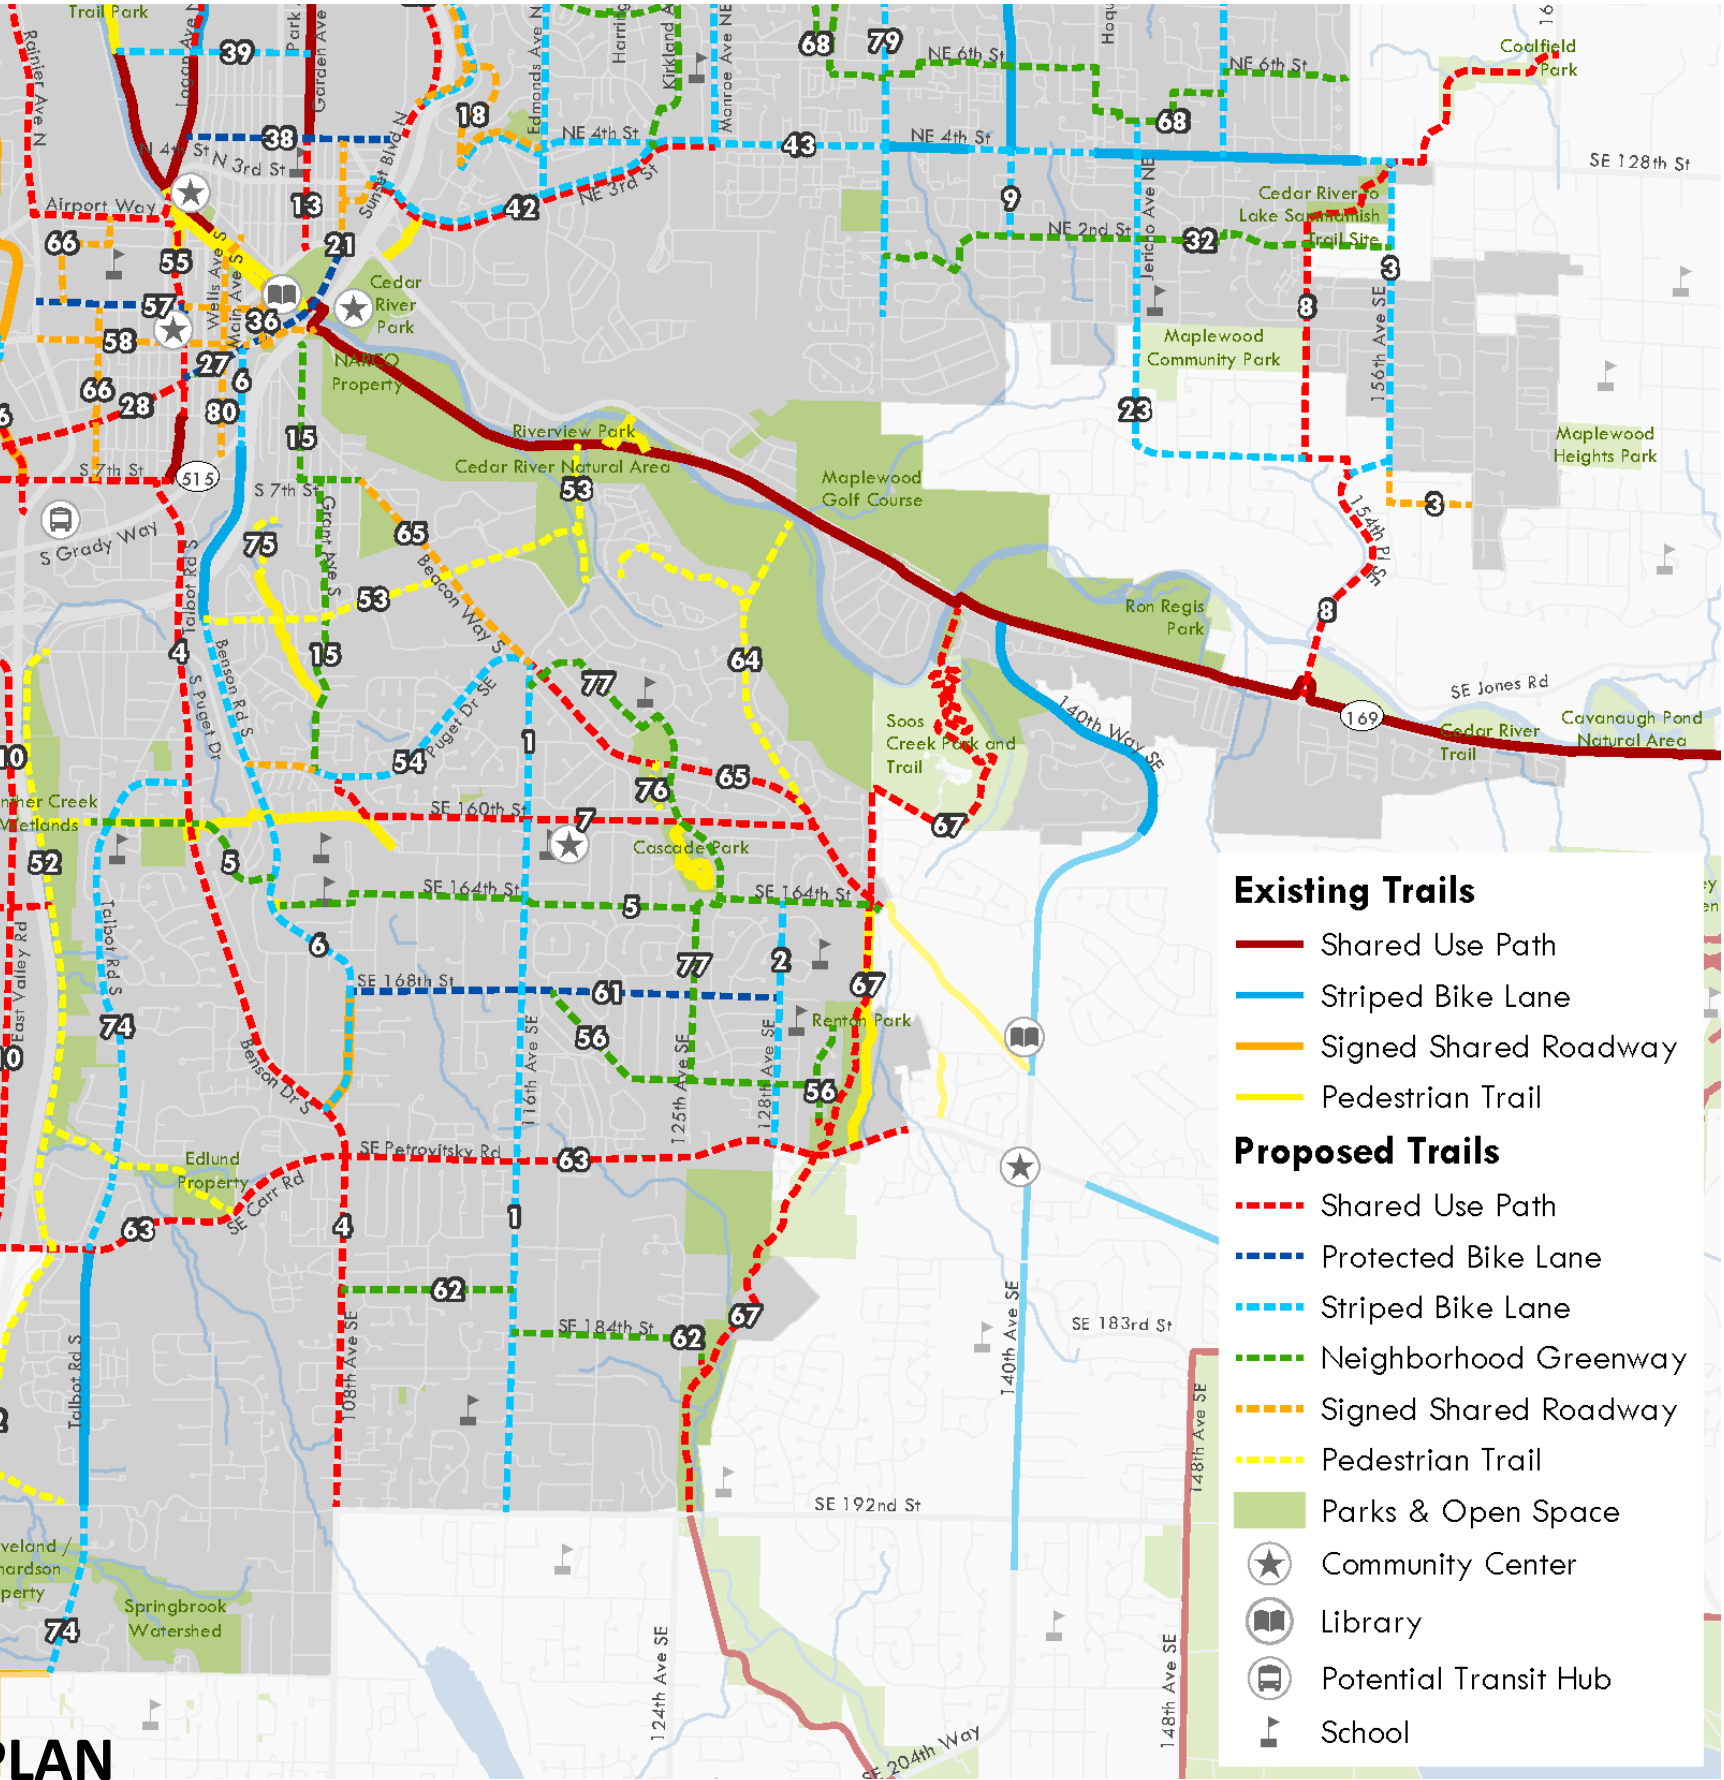 Trail Park
Rainier Ave N
Logan Ave N
Park
Garden Ave
39
38
N 4th St
N 3rd St
Airport Way
13
Sunset Blvd N
18
Edmonds Ave N
Harring
Kirkland A
Monroe Ave NE
68
79
NE 6th St
Hoqu
NE 6th St
16
Coalfield
Park
NE 4th St
43
NE 4th St
68
SE 128th St
NE 3rd St
42
9
Jericho Ave NE
Cedar River to
Lake Sammamish
Trail Site
NE 2nd St
32
3
8
156th Ave SE
66
55
Wells Ave S
Main Ave S
21
Cedar
River
Park
57
36
58
27
6
NARCO
Property
66
28
80
15
6
S 7th St
515
S 7th St
Grant Ave S
S Grady Way
75
Talbot Rd S
Riverview Park
Cedar River Natural Area
53
65
Beacon Way S
53
Maplewood
Golf Course
Maplewood
Community Park
23
Maplewood
Heights Park
3
154th Pl SE
8
Ron Regis
Park
4
15
Benson Rd S
S Puget Dr
77
64
Puget Dr SE
54
1
65
76
Soos
Creek Park and
Trail
140th Way SE
169
SE Jones Rd
Cedar River
Trail
Cavanaugh Pond
Natural Area
10
nther Creek
Wetlands
SE 160th St
7
67
Cascade Park
52
5
SE 164th St
5
SE 164th St
East Valley Rd
Talbot Rd S
6
77
2
67
SE 168th St
61
74
56
Renton Park
10
116th Ave SE
125th Ave SE
128th Ave SE
56
Benson Dr S
Edlund
Property
SE Petrovitsky Rd
63
SE Carr Rd
63
4
1
62
67
SE 184th St
62
108th Ave SE
Talbot Rd S
140th Ave SE
SE 183rd St
148th Ave SE
SE 192nd St
veland /
hardson
perty
Springbrook
Watershed
74
124th Ave SE
148th Ave SE
SE 204th Way
PLAN
Existing Trails
Shared Use Path
Striped Bike Lane
Signed Shared Roadway
Pedestrian Trail
Proposed Trails
Shared Use Path
Protected Bike Lane
Striped Bike Lane
Neighborhood Greenway
Signed Shared Roadway
Pedestrian Trail
Parks & Open Space
Community Center
Library
Potential Transit Hub
School